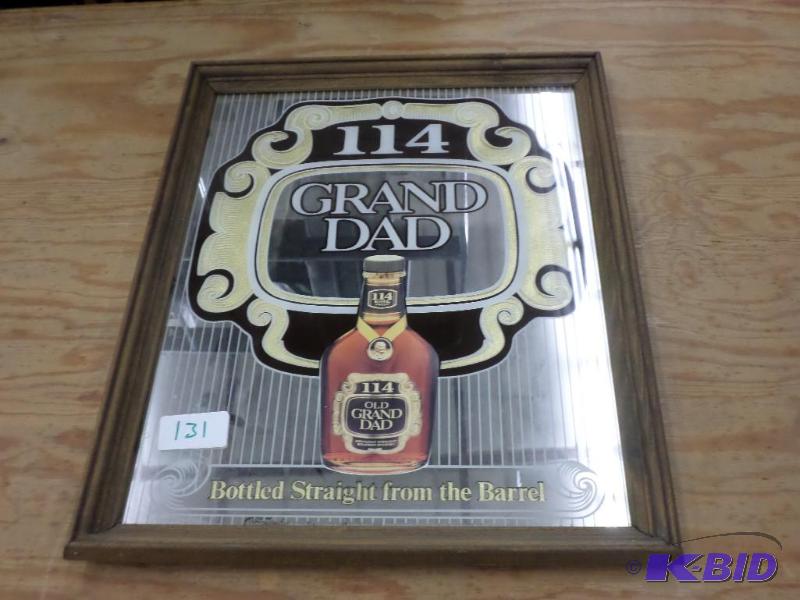 114
GRAND
DAD
114
114
OLD
GRAND
DAD
131
Bottled Straight from the Barrel
© K-BID